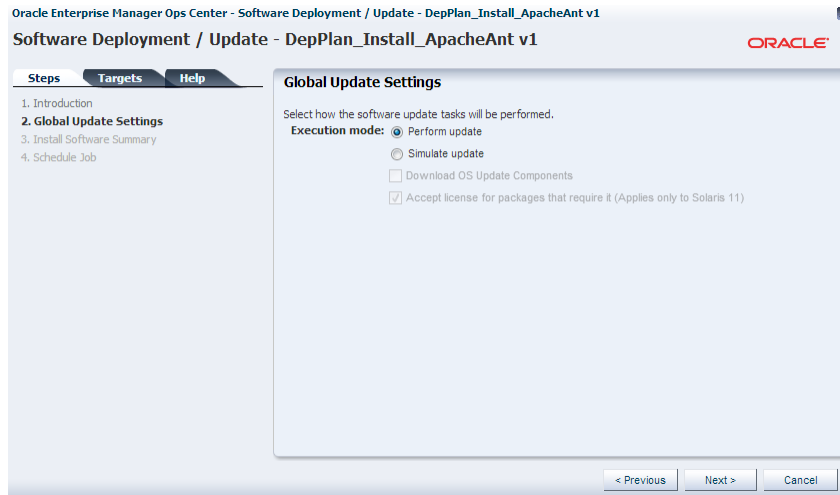 Oracle Enterprise Manager Ops Center - Software Deployment / Update - DepPlan_Install_ApacheAnt v1
Software Deployment / Update - DepPlan_Install_ApacheAnt v1
ORACLE
Steps Targets Help
1. Introduction
2. Global Update Settings
3. Install Software Summary
4. Schedule Job
Global Update Settings
Select how the software update tasks will be performed.
Execution mode: Perform update
Simulate update
Download OS Update Components
Accept license for packages that require it (Applies only to Solaris 11)
< Previous Next > Cancel